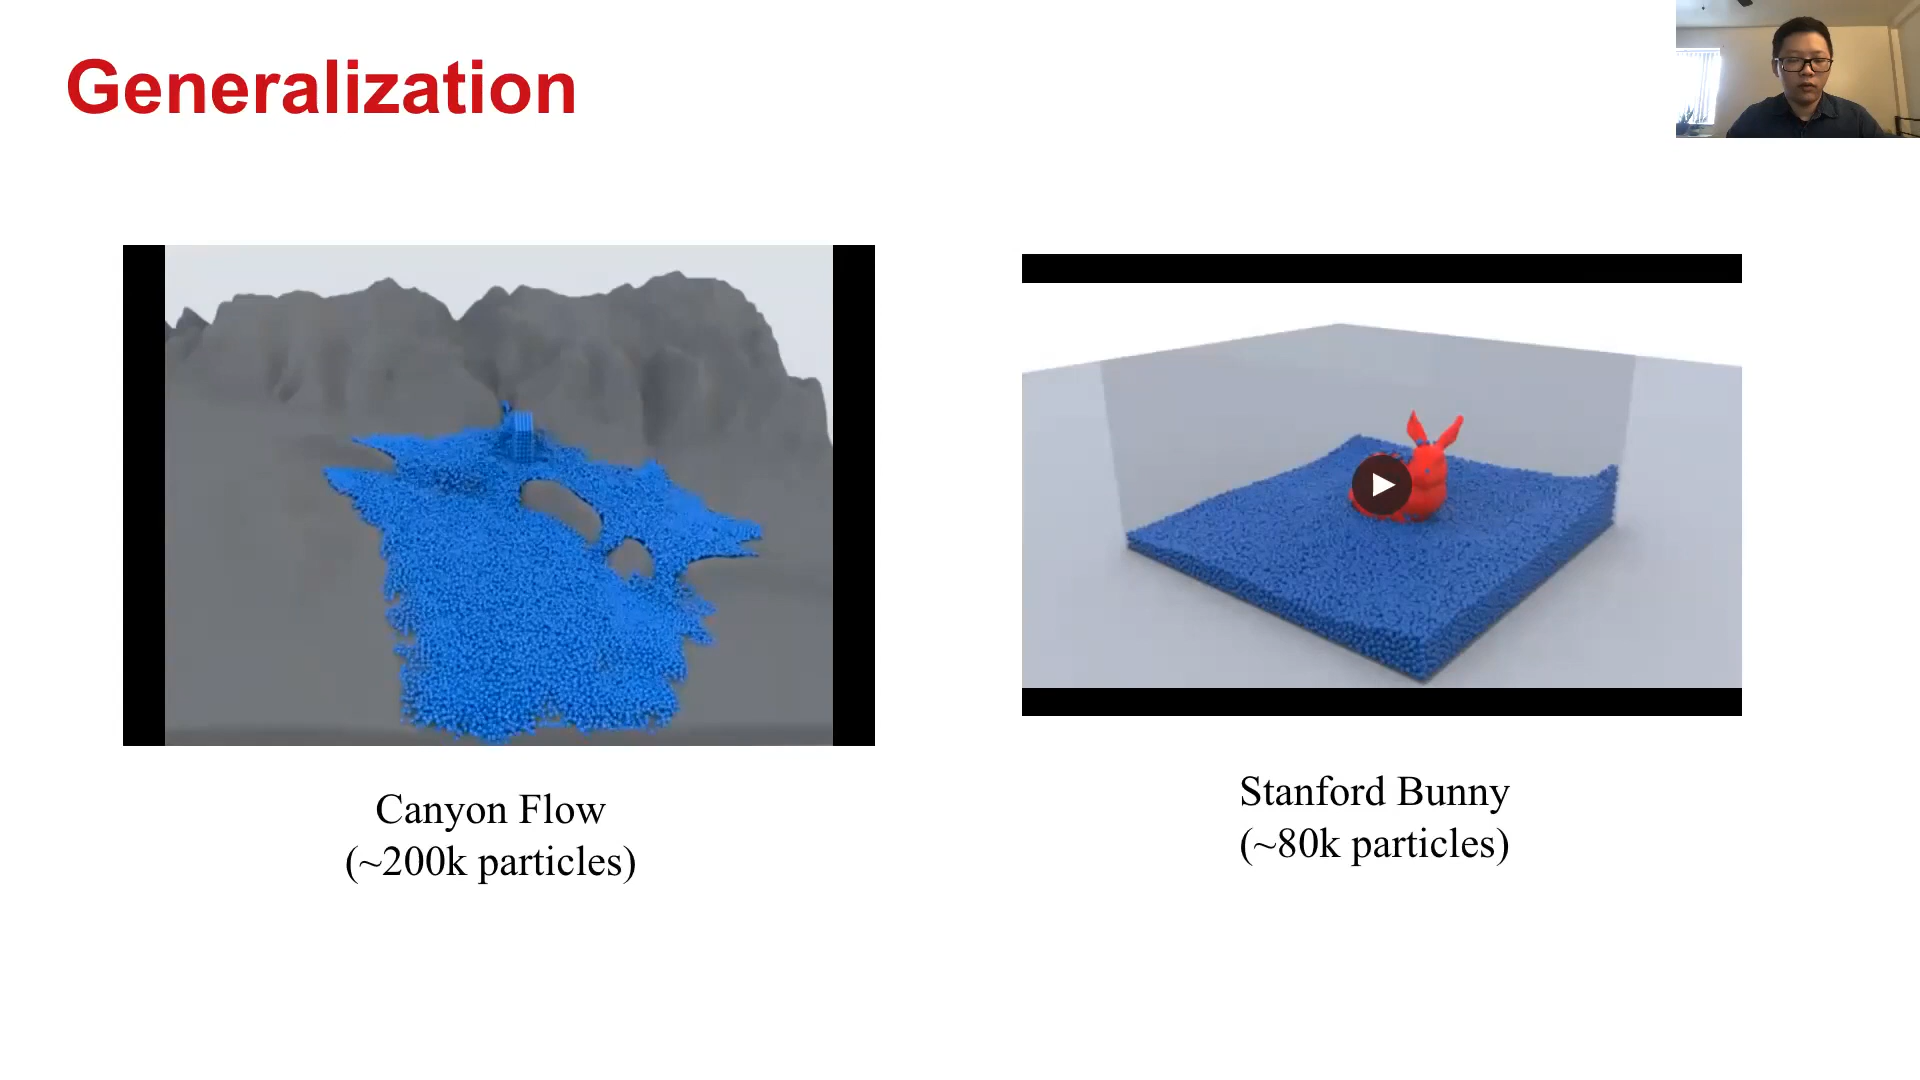 Generalization
Canyon Flow
(~200k particles)
Stanford Bunny
(~80k particles)